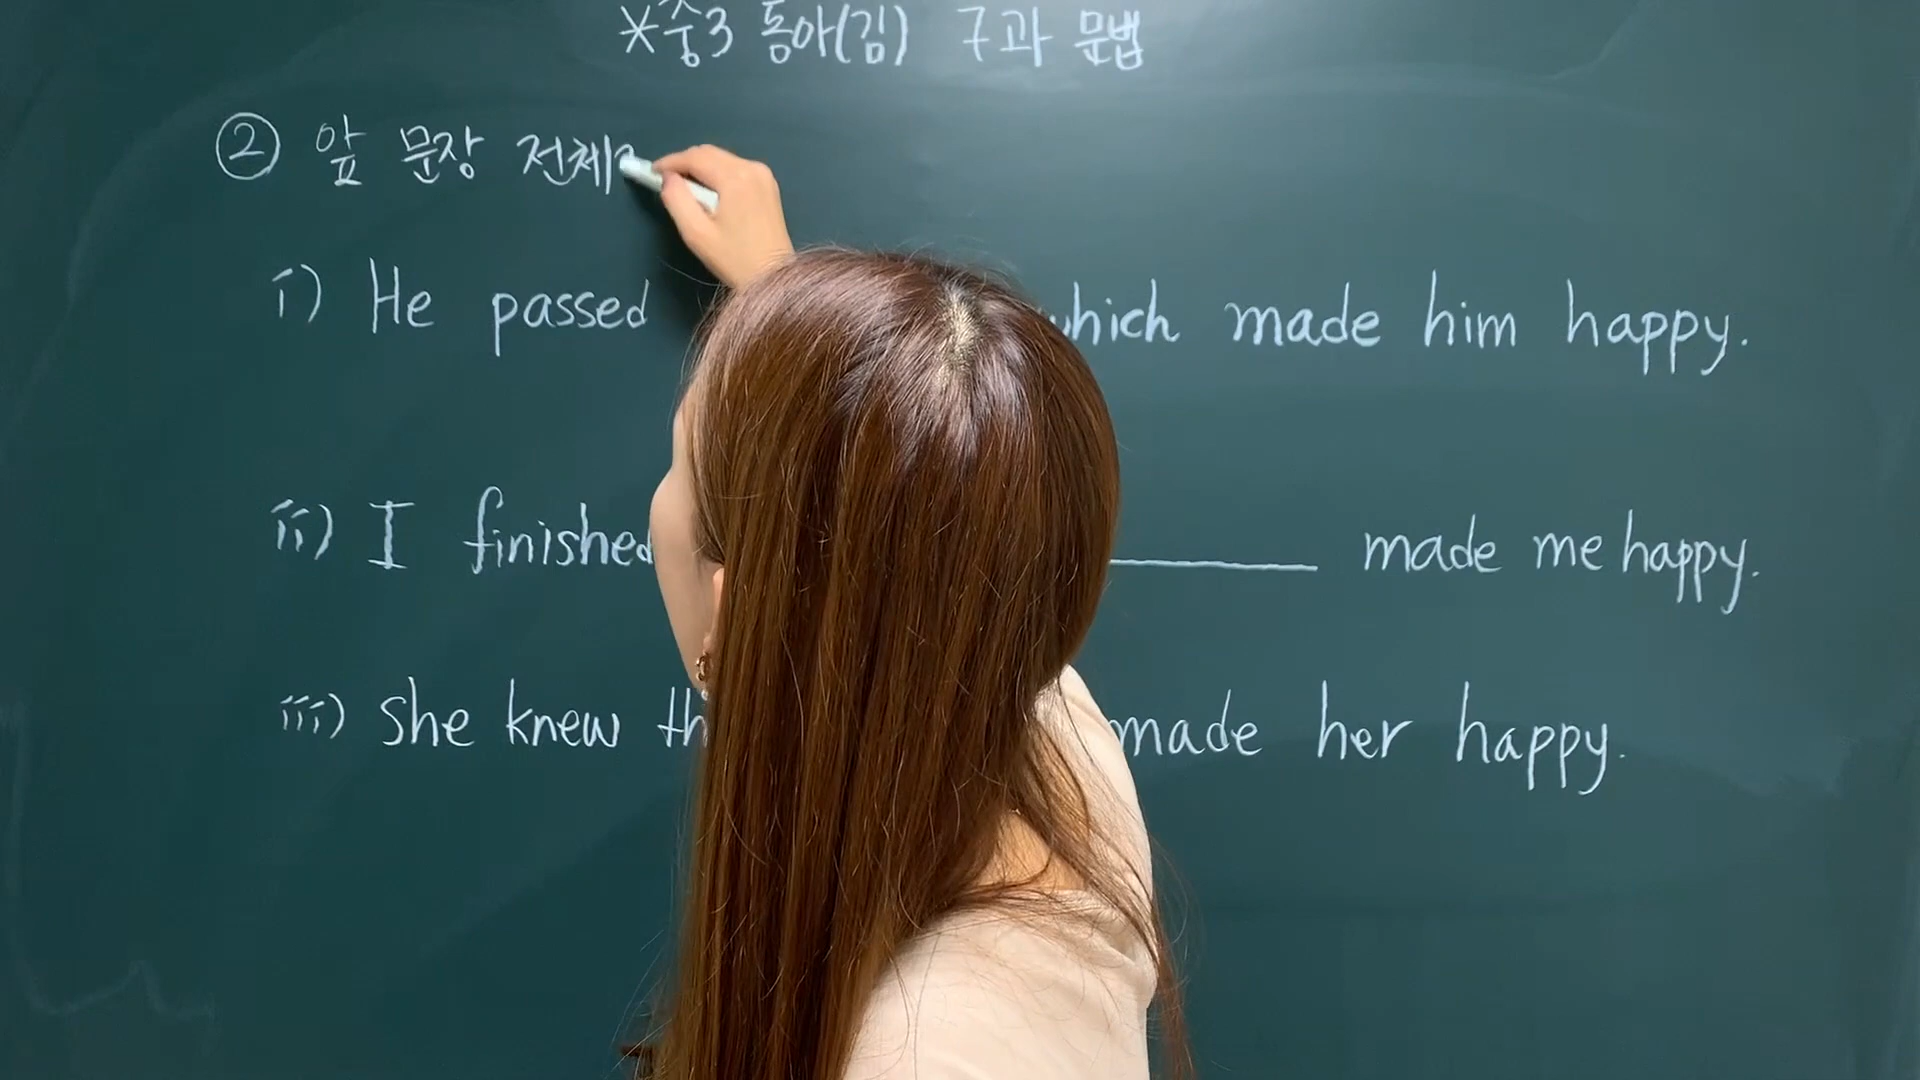 *중3 동아(김) 7과 문법
② 앞 문장 전체
i) He passed which made him happy.
ii) I finished ________ made me happy.
iii) She knew made her happy.